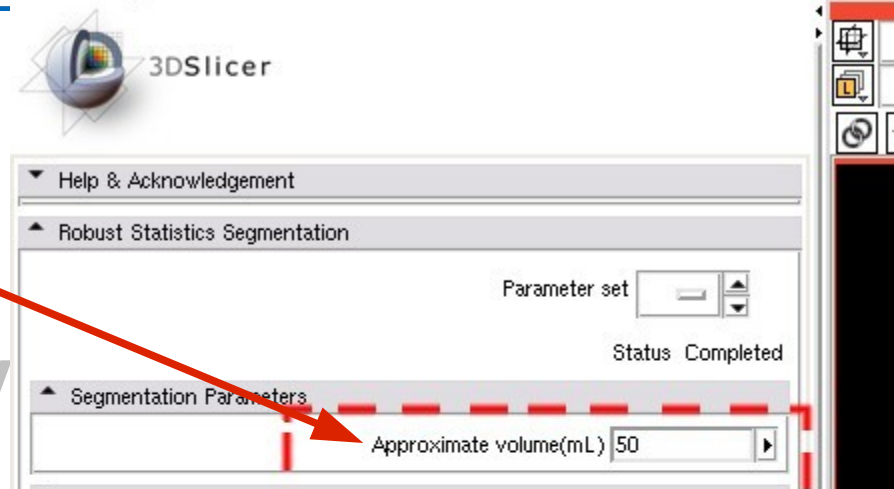 3DSlicer
Help & Acknowledgement
Robust Statistics Segmentation
Parameter set
Status Completed
Segmentation Parameters
Approximate volume(mL) 50
L